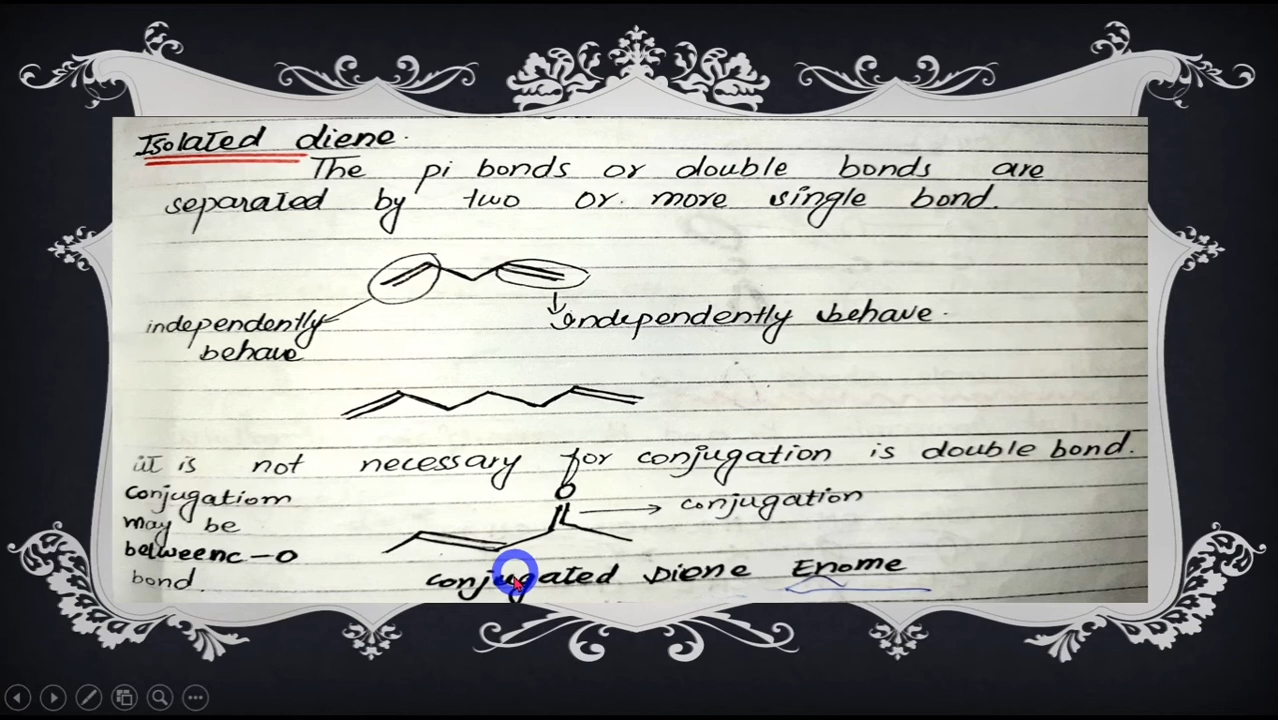 Isolated diene.
The pi bonds or double bonds are
separated by two or more single bond.
independently
behave
Independently behave.
it is not necessary for conjugation is double bond.
O
conjugation
conjugatiom
may be
betweenc-o
bond.
conjugated Diene Enome